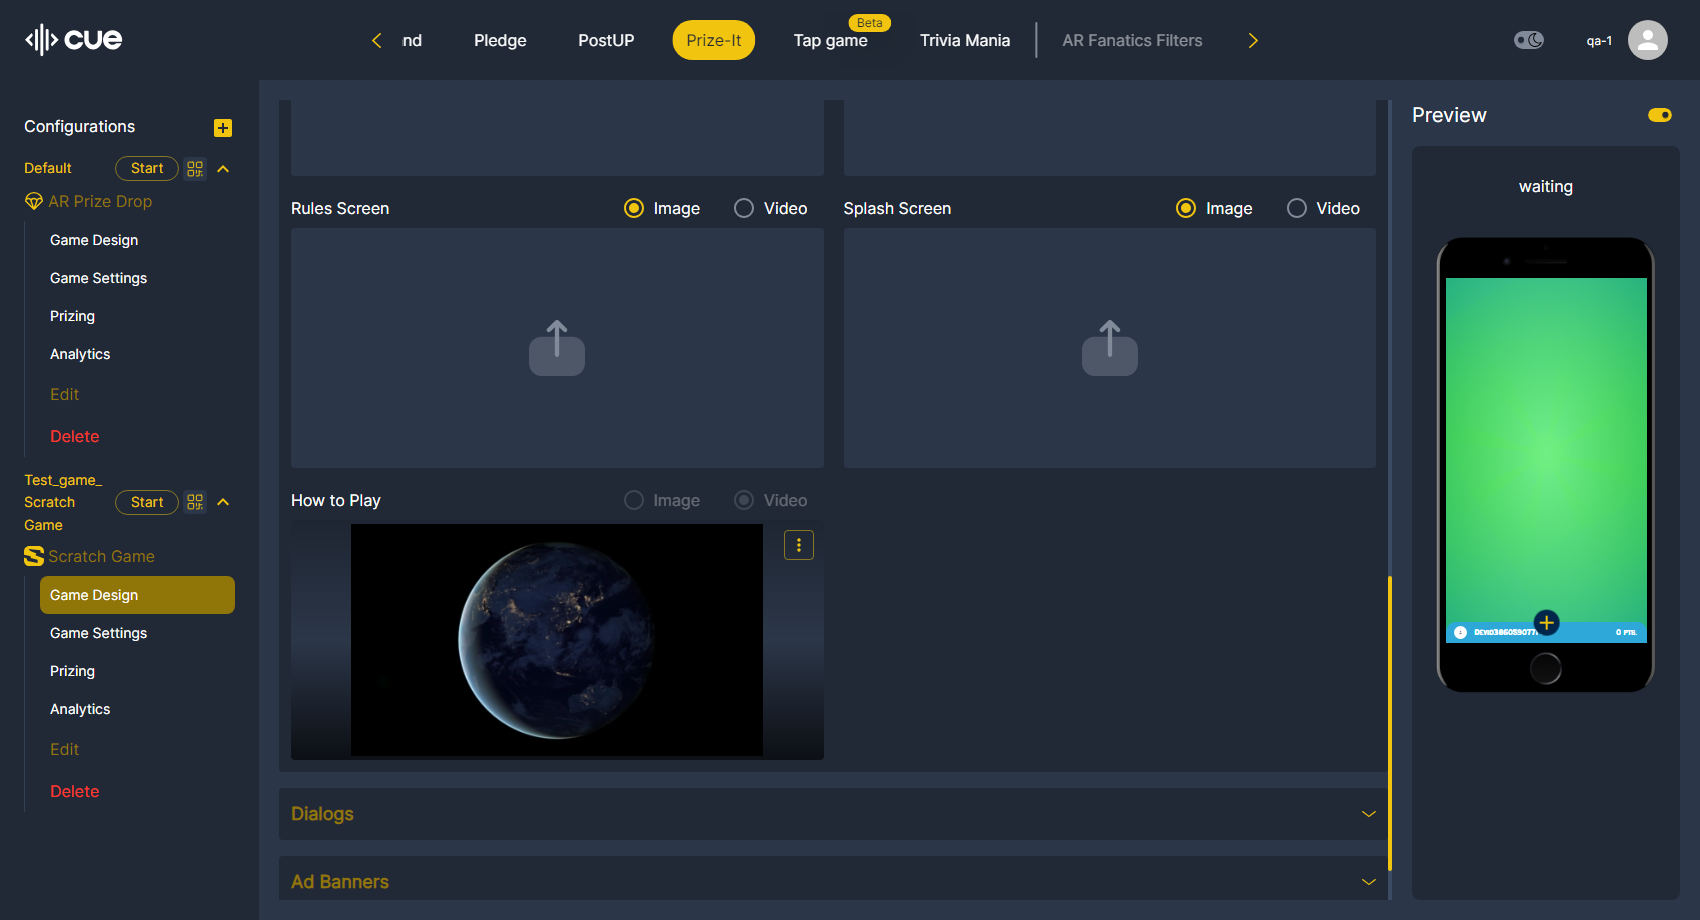 cue
nd
Pledge
PostUP
Prize-It
Tap game
Beta
Trivia Mania
AR Fanatics Filters
qa-1
Configurations
Default
Start
AR Prize Drop
Game Design
Game Settings
Prizing
Analytics
Edit
Delete
Test_game_
Scratch
Game
Start
Scratch Game
Game Design
Game Settings
Prizing
Analytics
Edit
Delete
Rules Screen
Image
Video
Splash Screen
Image
Video
How to Play
Image
Video
Dialogs
Ad Banners
Preview
waiting
0 PTS.